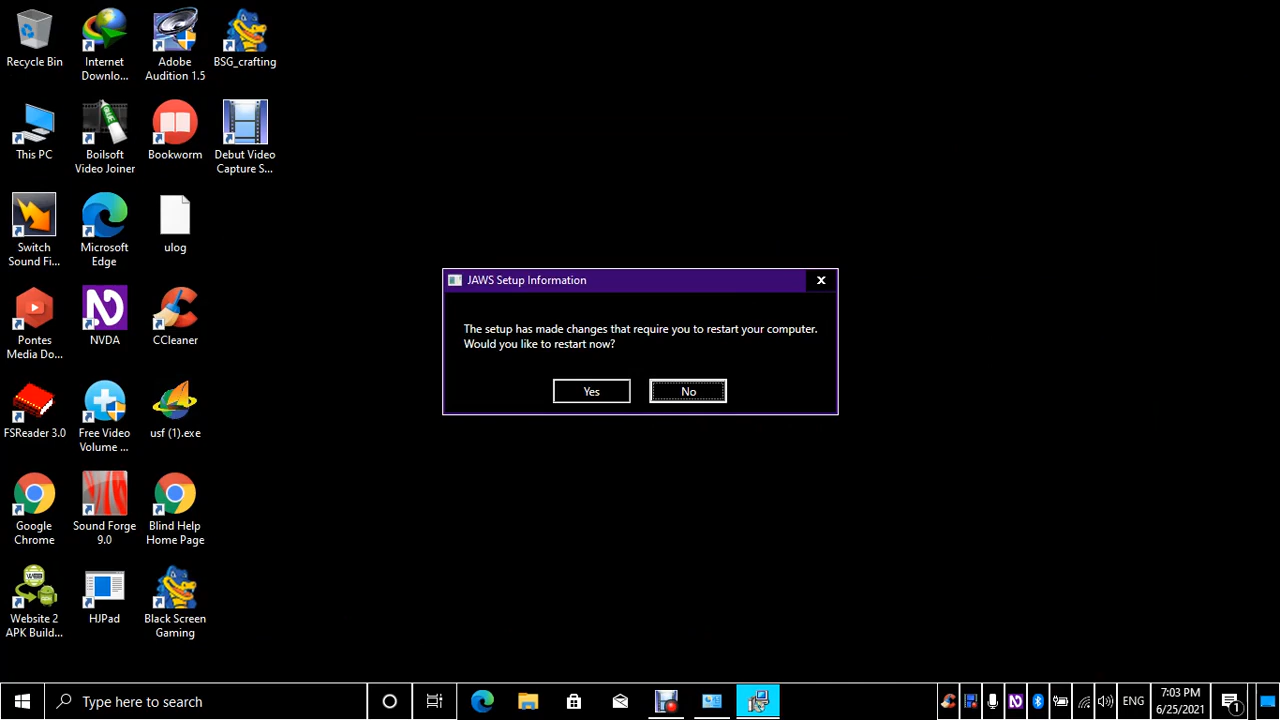 Recycle Bin
Internet
Downlo...
Adobe
Audition 1.5
BSG_crafting
This PC
Boilsoft
Video Joiner
Bookworm
Debut Video
Capture S...
Switch
Sound Fi...
Microsoft
Edge
ulog
Pontes
Media Do...
NVDA
CCleaner
FSReader 3.0
Free Video
Volume ...
usf (1).exe
Google
Chrome
Sound Forge
9.0
Blind Help
Home Page
Website 2
APK Build...
HJPad
Black Screen
Gaming
JAWS Setup Information
The setup has made changes that require you to restart your computer.
Would you like to restart now?
Yes
No
Type here to search
ENG
7:03 PM
6/25/2021
1